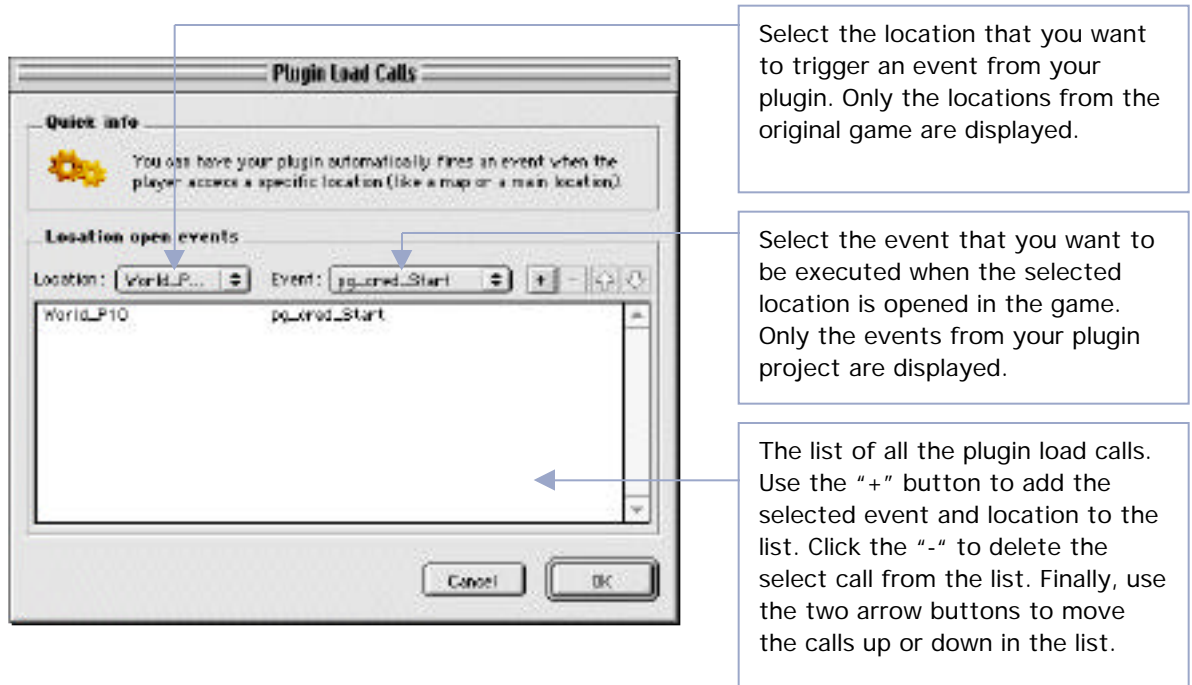 Plugin Load Calls
Quick info
You can have your plugin automatically fires an event when the
player access a specific location (like a map or a main location)
Location open events
Location: World_P... Event: pg_cred_Start + -
World_P10 pg_cred_Start
Cancel OK
Select the location that you want
to trigger an event from your
plugin. Only the locations from the
original game are displayed.
Select the event that you want to
be executed when the selected
location is opened in the game.
Only the events from your plugin
project are displayed.
The list of all the plugin load calls.
Use the "+" button to add the
selected event and location to the
list. Click the "-" to delete the
select call from the list. Finally, use
the two arrow buttons to move
the calls up or down in the list.